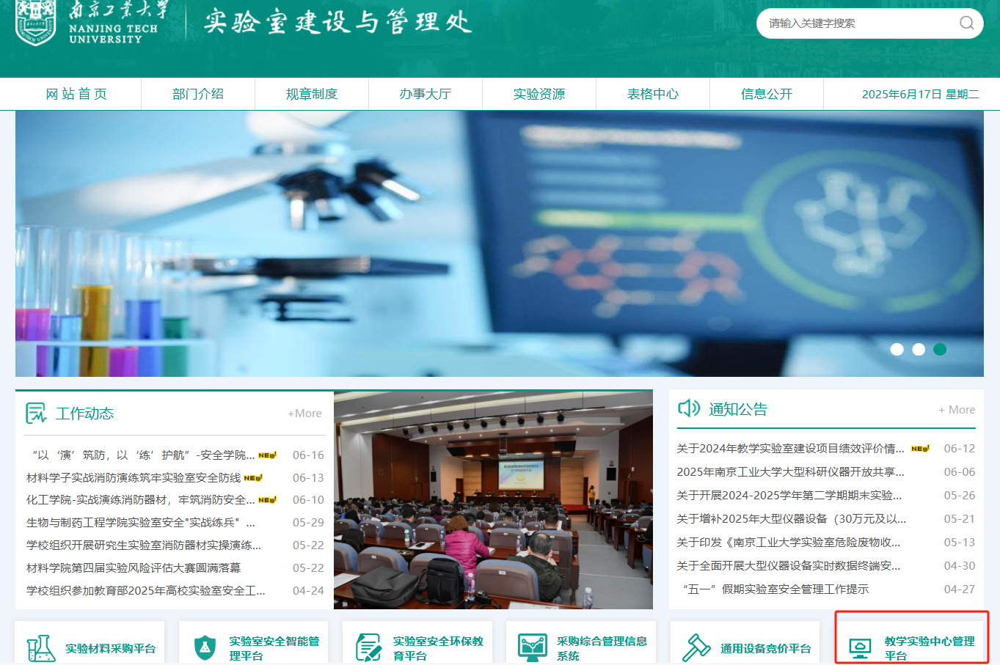 南京工业大学
NANJING TECH
UNIVERSITY
实验室建设与管理处
请输入关键字搜索
网站首页
部门介绍
规章制度
办事大厅
实验资源
表格中心
信息公开
2025年6月17日 星期二
工作动态
+More
“以‘演’筑防，以‘练’护航”-安全学院... NEW! 06-16
材料学子实战消防演练筑牢实验室安全防线 NEW! 06-13
化工学院-实战演练消防器材，牢筑消防安全... NEW! 06-10
生物与制药工程学院实验室安全"实战练兵" ... 05-29
学校组织开展研究生实验室消防器材实操演练... 05-22
材料学院第四届实验风险评估大赛圆满落幕 05-22
学校组织参加教育部2025年高校实验室安全工... 04-24
通知公告
+ More
关于2024年教学实验室建设项目绩效评价情... NEW! 06-12
2025年南京工业大学大型科研仪器开放共享... 06-06
关于开展2024-2025学年第二学期期末实验... 05-26
关于增补2025年大型仪器设备（30万元及以... 05-21
关于印发《南京工业大学实验室危险废物收... 05-13
关于全面开展大型仪器设备实时数据终端安... 04-30
“五一”假期实验室安全管理工作提示 04-27
实验材料采购平台
实验室安全智能管
理平台
实验室安全环保教
育平台
采购综合管理信息
系统
通用设备竞价平台
教学实验中心管理
平台